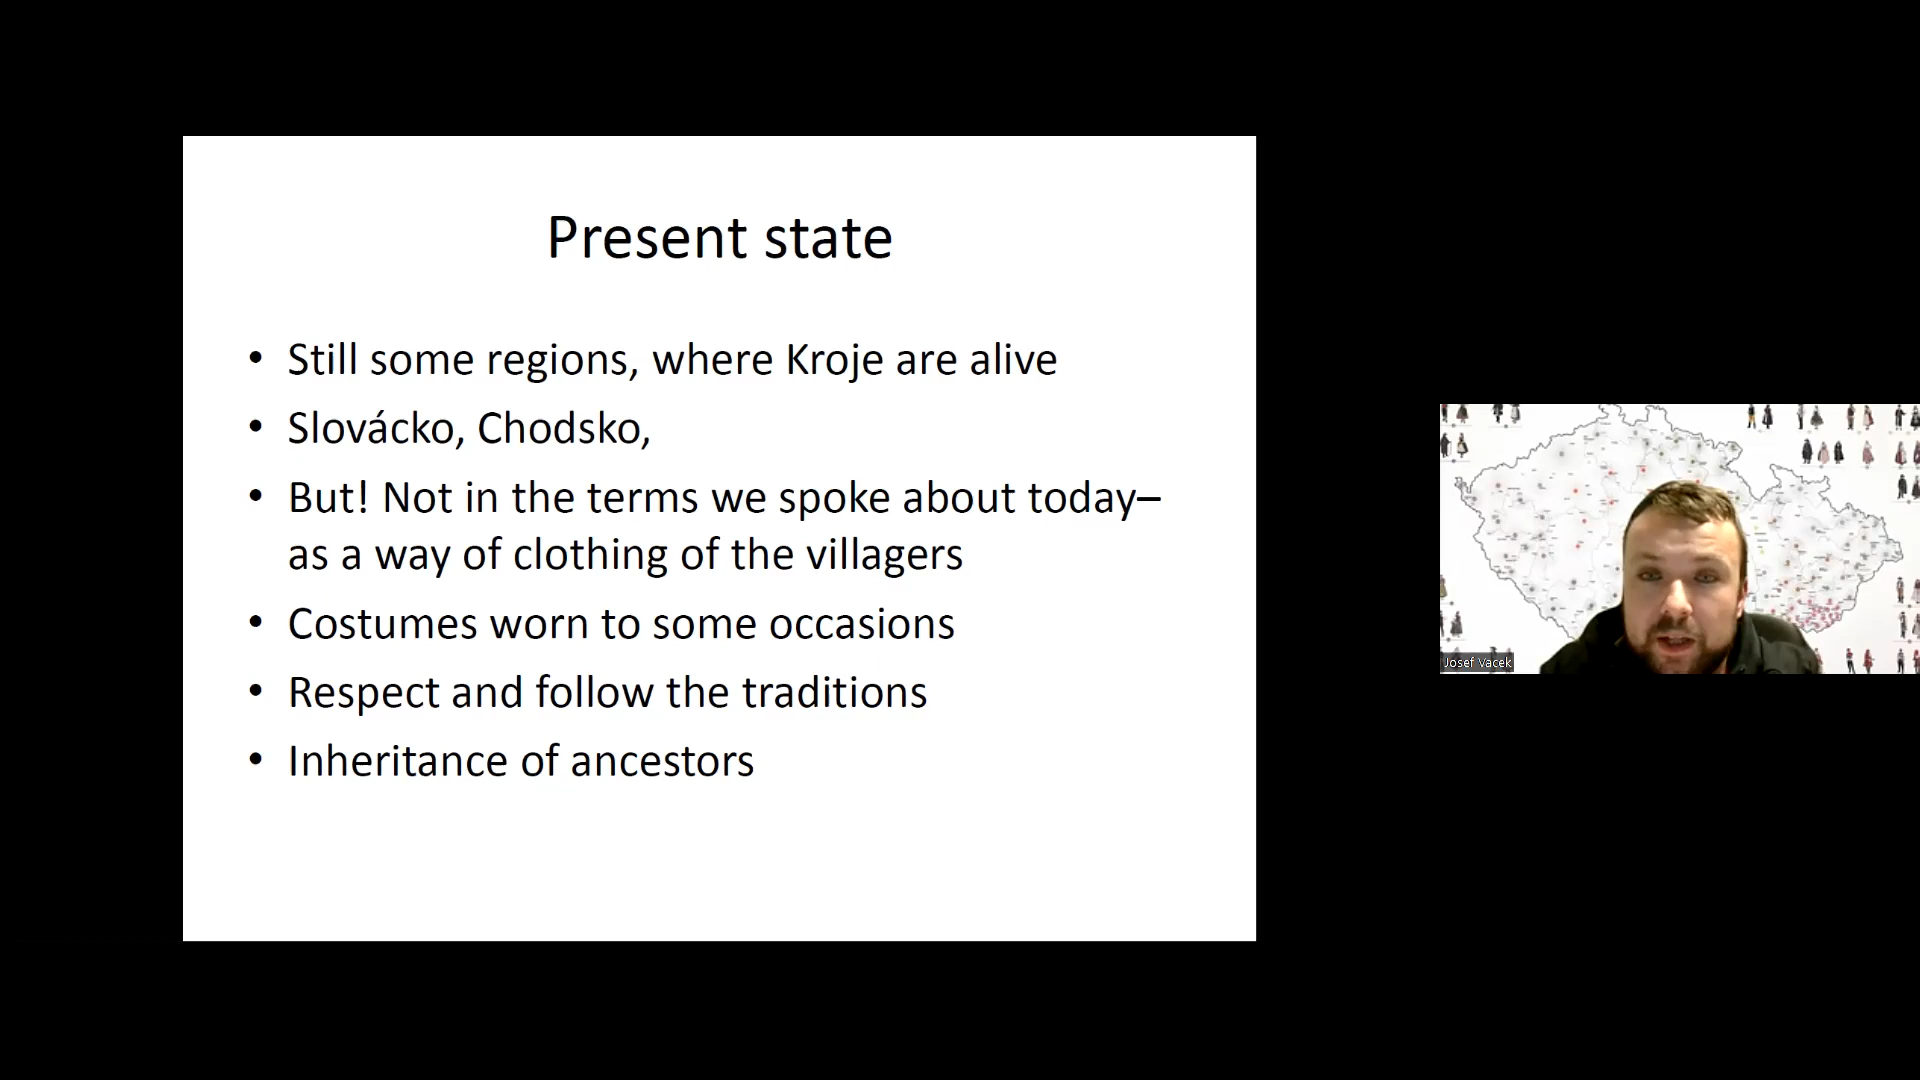 Present state
• Still some regions, where Kroje are alive
• Slovácko, Chodsko,
• But! Not in the terms we spoke about today–
as a way of clothing of the villagers
• Costumes worn to some occasions
• Respect and follow the traditions
• Inheritance of ancestors
Josef Vacek